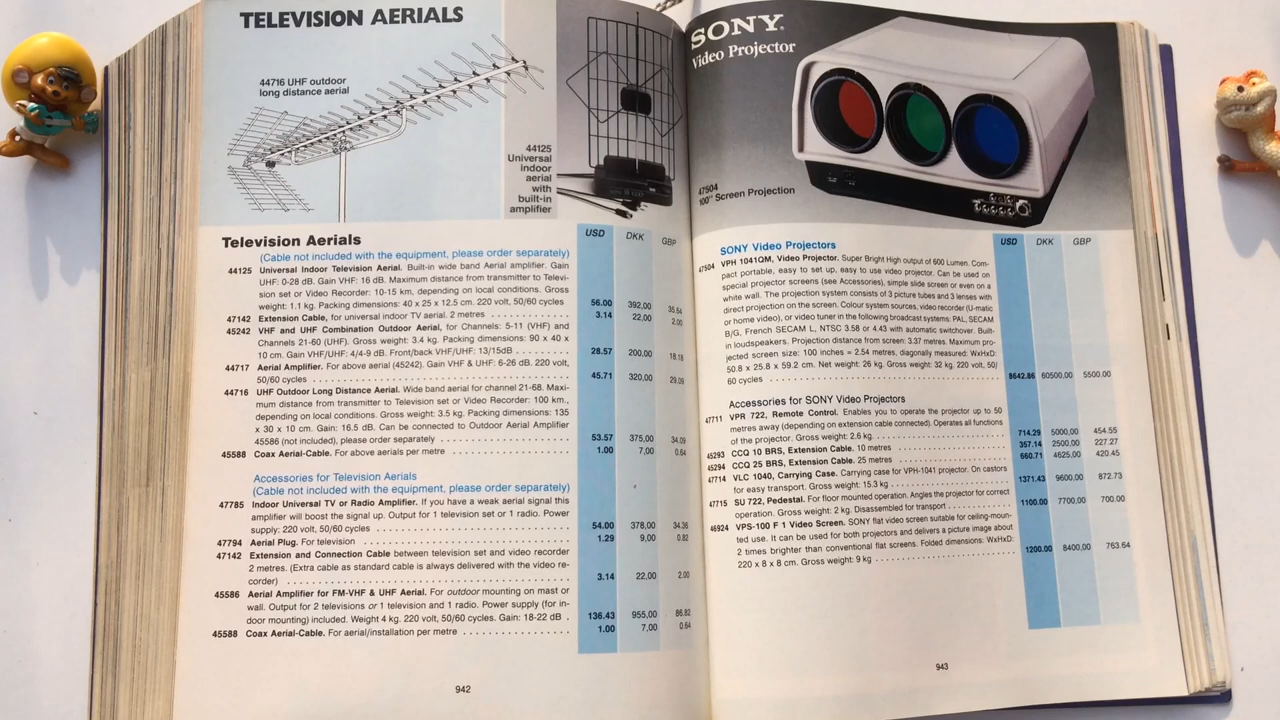 TELEVISION AERIALS
44716 UHF outdoor
long distance aerial
44125
Universal
indoor
aerial
with
built-in
amplifier
Television Aerials
USD DKK GBP
(Cable not included with the equipment, please order separately)
44125 Universal Indoor Television Aerial. Built-in wide band Aerial amplifier. Gain
UHF: 0-28 dB. Gain VHF: 16 dB. Maximum distance from transmitter to Televi-
sion set or Video Recorder: 10-15 km, depending on local conditions. Gross
weight: 1.1 kg. Packing dimensions: 40 x 25 x 12.5 cm. 220 volt, 50/60 cycles 56.00 392,00 35.64
47142 Extension Cable, for universal indoor TV aerial. 2 metres . . . . . . . . . . . . . . 3.14 22,00 2.00
45242 VHF and UHF Combination Outdoor Aerial, for Channels: 5-11 (VHF) and
Channels 21-60 (UHF). Gross weight: 3.4 kg. Packing dimensions: 90 x 40 x
10 cm. Gain VHF/UHF: 4/4-9 dB. Front/back VHF/UHF: 13/15dB . . . . . . . . . 28.57 200,00 18.18
44717 Aerial Amplifier. For above aerial (45242). Gain VHF & UHF: 6-26 dB. 220 volt,
50/60 cycles . . . . . . . . . . . . . . . . . . . . . . . . . . . . . . . . . . . . . . . . . . 45.71 320,00 29.09
44716 UHF Outdoor Long Distance Aerial. Wide band aerial for channel 21-68. Maxi-
mum distance from transmitter to Television set or Video Recorder: 100 km.,
depending on local conditions. Gross weight: 3.5 kg. Packing dimensions: 135
x 30 x 10 cm. Gain: 16.5 dB. Can be connected to Outdoor Aerial Amplifier
45586 (not included), please order separately . . . . . . . . . . . . . . . . . . . . . 53.57 375,00 34.09
45588 Coax Aerial-Cable. For above aerials per metre . . . . . . . . . . . . . . . . . . . . 1.00 7,00 0.64
Accessories for Television Aerials
(Cable not included with the equipment, please order separately)
47785 Indoor Universal TV or Radio Amplifier. If you have a weak aerial signal this
amplifier will boost the signal up. Output for 1 television set or 1 radio. Power
supply: 220 volt, 50/60 cycles . . . . . . . . . . . . . . . . . . . . . . . . . . . . . . . . 54.00 378,00 34.36
47794 Aerial Plug. For television . . . . . . . . . . . . . . . . . . . . . . . . . . . . . . . . . . . 1.29 9,00 0.82
47142 Extension and Connection Cable between television set and video recorder
2 metres. (Extra cable as standard cable is always delivered with the video re-
corder) . . . . . . . . . . . . . . . . . . . . . . . . . . . . . . . . . . . . . . . . . . . . . . . 3.14 22,00 2.00
45586 Aerial Amplifier for FM-VHF & UHF Aerial. For outdoor mounting on mast or
wall. Output for 2 televisions or 1 television and 1 radio. Power supply (for in-
door mounting) included. Weight 4 kg. 220 volt, 50/60 cycles. Gain: 18-22 dB . 136.43 955,00 86.82
45588 Coax Aerial-Cable. For aerial/installation per metre . . . . . . . . . . . . . . . . . 1.00 7,00 0.64
942
SONY®
Video Projector
47504
100" Screen Projection
SONY Video Projectors
USD DKK GBP
47504 VPH 1041QM, Video Projector. Super Bright High output of 600 Lumen. Com-
pact portable, easy to set up, easy to use video projector. Can be used on
special projector screens (see Accessories), simple slide screen or even on a
white wall. The projection system consists of 3 picture tubes and 3 lenses with
direct projection on the screen. Colour system sources, video recorder (U-matic
or home video), or video tuner in the following broadcast systems: PAL, SECAM
B/G, French SECAM L, NTSC 3.58 or 4.43 with automatic switchover. Built-
in loudspeakers. Projection distance from screen: 3.37 metres. Maximum pro-
jected screen size: 100 inches = 2.54 metres, diagonally measured: WxHxD:
50.8 x 25.8 x 59.2 cm. Net weight: 26 kg. Gross weight: 32 kg. 220 volt, 50/
60 cycles . . . . . . . . . . . . . . . . . . . . . . . . . . . . . . . . . . . . . . . . . . . . 8642.86 60500,00 5500.00
Accessories for SONY Video Projectors
47711 VPR 722, Remote Control. Enables you to operate the projector up to 50
metres away (depending on extension cable connected). Operates all functions
of the projector. Gross weight: 2.6 kg. . . . . . . . . . . . . . . . . . . . . . . . . . 714.29 5000,00 454.55
45293 CCQ 10 BRS, Extension Cable. 10 metres . . . . . . . . . . . . . . . . . . . . . . 357.14 2500,00 227.27
45294 CCQ 25 BRS, Extension Cable. 25 metres . . . . . . . . . . . . . . . . . . . . . . 660.71 4625,00 420.45
47714 VLC 1040, Carrying Case. Carrying case for VPH-1041 projector. On castors
for easy transport. Gross weight: 15.3 kg . . . . . . . . . . . . . . . . . . . . . . . 1371.43 9600,00 872.73
47715 SU 722, Pedestal. For floor mounted operation. Angles the projector for correct
operation. Gross weight: 2 kg. Disassembled for transport . . . . . . . . . . . 1100.00 7700,00 700.00
46924 VPS-100 F 1 Video Screen. SONY flat video screen suitable for ceiling-moun-
ted use. It can be used for both projectors and delivers a picture image about
2 times brighter than conventional flat screens. Folded dimensions: WxHxD:
220 x 8 x 8 cm. Gross weight: 9 kg . . . . . . . . . . . . . . . . . . . . . . . . . . . 1200.00 8400,00 763.64
943